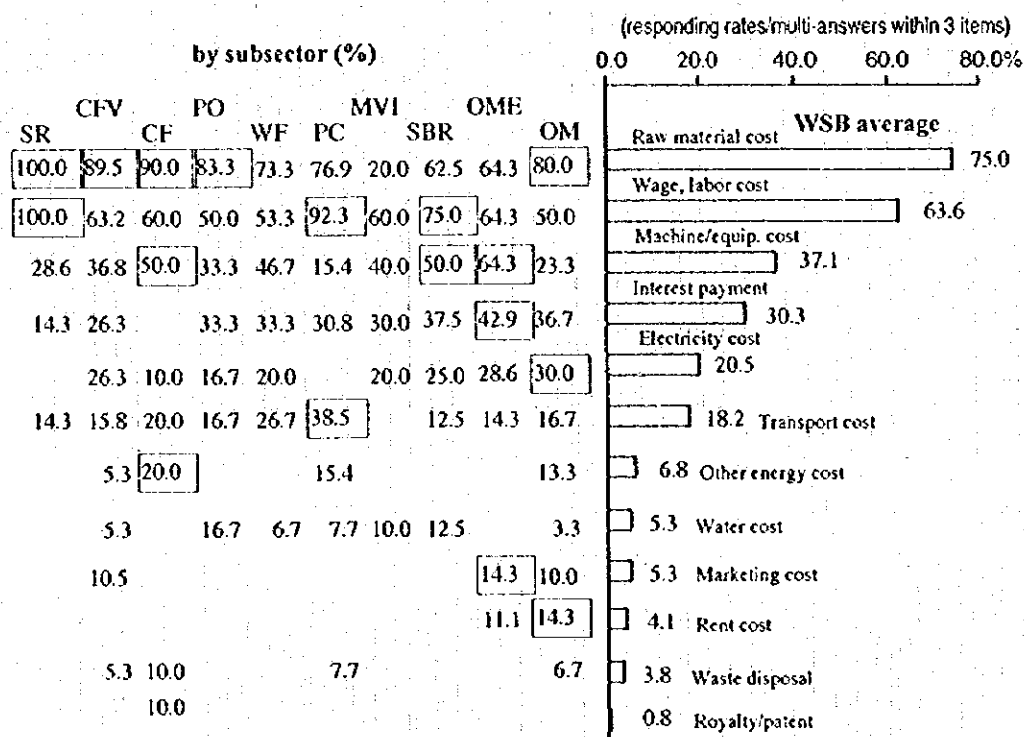 (responding rates/multi-answers within 3 items)
by subsector (%)
0.0 20.0 40.0 60.0 80.0%
CFV PO MVI OME
SR CF WF PC SBR OM
WSB average
Raw material cost
100.0 89.5 90.0 83.3 73.3 76.9 20.0 62.5 64.3 80.0 75.0
Wage, labor cost
100.0 63.2 60.0 50.0 53.3 92.3 60.0 75.0 64.3 50.0 63.6
Machine/equip. cost
28.6 36.8 50.0 33.3 46.7 15.4 40.0 50.0 64.3 23.3 37.1
Interest payment
14.3 26.3 33.3 33.3 30.8 30.0 37.5 42.9 36.7 30.3
Electricity cost
26.3 10.0 16.7 20.0 20.0 25.0 28.6 30.0 20.5
14.3 15.8 20.0 16.7 26.7 38.5 12.5 14.3 16.7 18.2 Transport cost
5.3 20.0 15.4 13.3 6.8 Other energy cost
5.3 16.7 6.7 7.7 10.0 12.5 3.3 5.3 Water cost
10.5 14.3 10.0 5.3 Marketing cost
11.1 14.3 4.1 Rent cost
5.3 10.0 7.7 6.7 3.8 Waste disposal
10.0 0.8 Royalty/patent